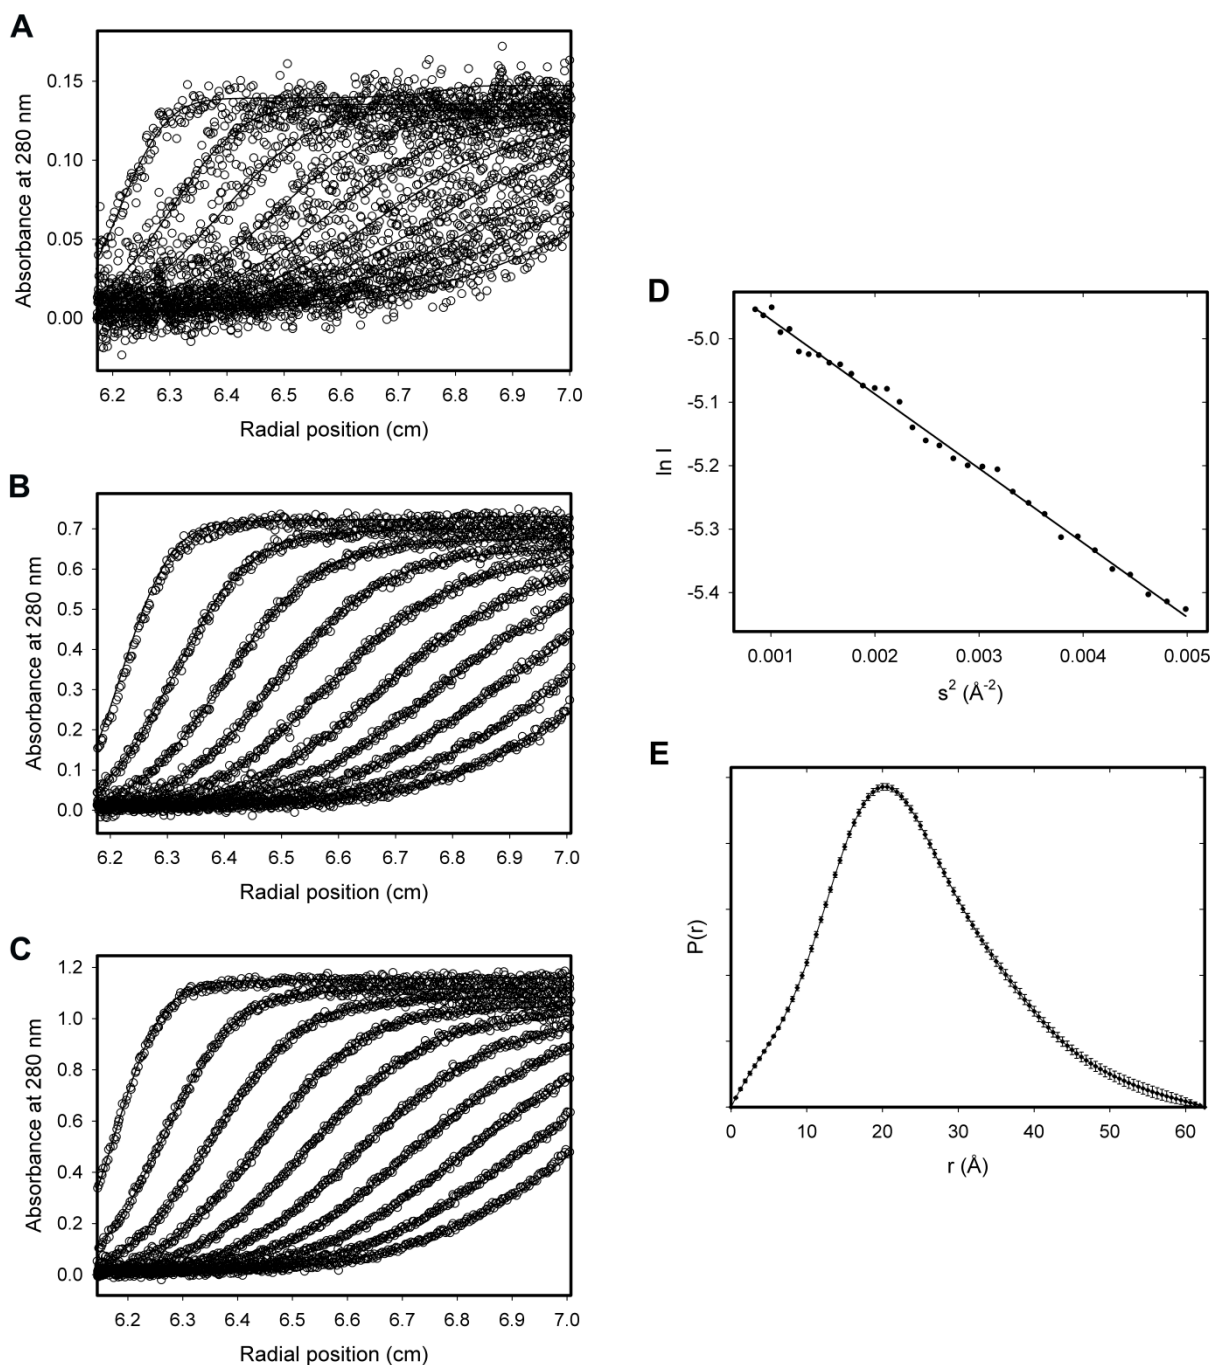 A
Absorbance at 280 nm
0.15
0.10
0.05
0.00
6.2 6.3 6.4 6.5 6.6 6.7 6.8 6.9 7.0
Radial position (cm)
B
Absorbance at 280 nm
0.7
0.6
0.5
0.4
0.3
0.2
0.1
0.0
6.2 6.3 6.4 6.5 6.6 6.7 6.8 6.9 7.0
Radial position (cm)
C
Absorbance at 280 nm
1.2
1.0
0.8
0.6
0.4
0.2
0.0
6.2 6.3 6.4 6.5 6.6 6.7 6.8 6.9 7.0
Radial position (cm)
D
ln I
-5.0
-5.1
-5.2
-5.3
-5.4
0.001 0.002 0.003 0.004 0.005
s² (Å⁻²)
E
P(r)
0 10 20 30 40 50 60
r (Å)